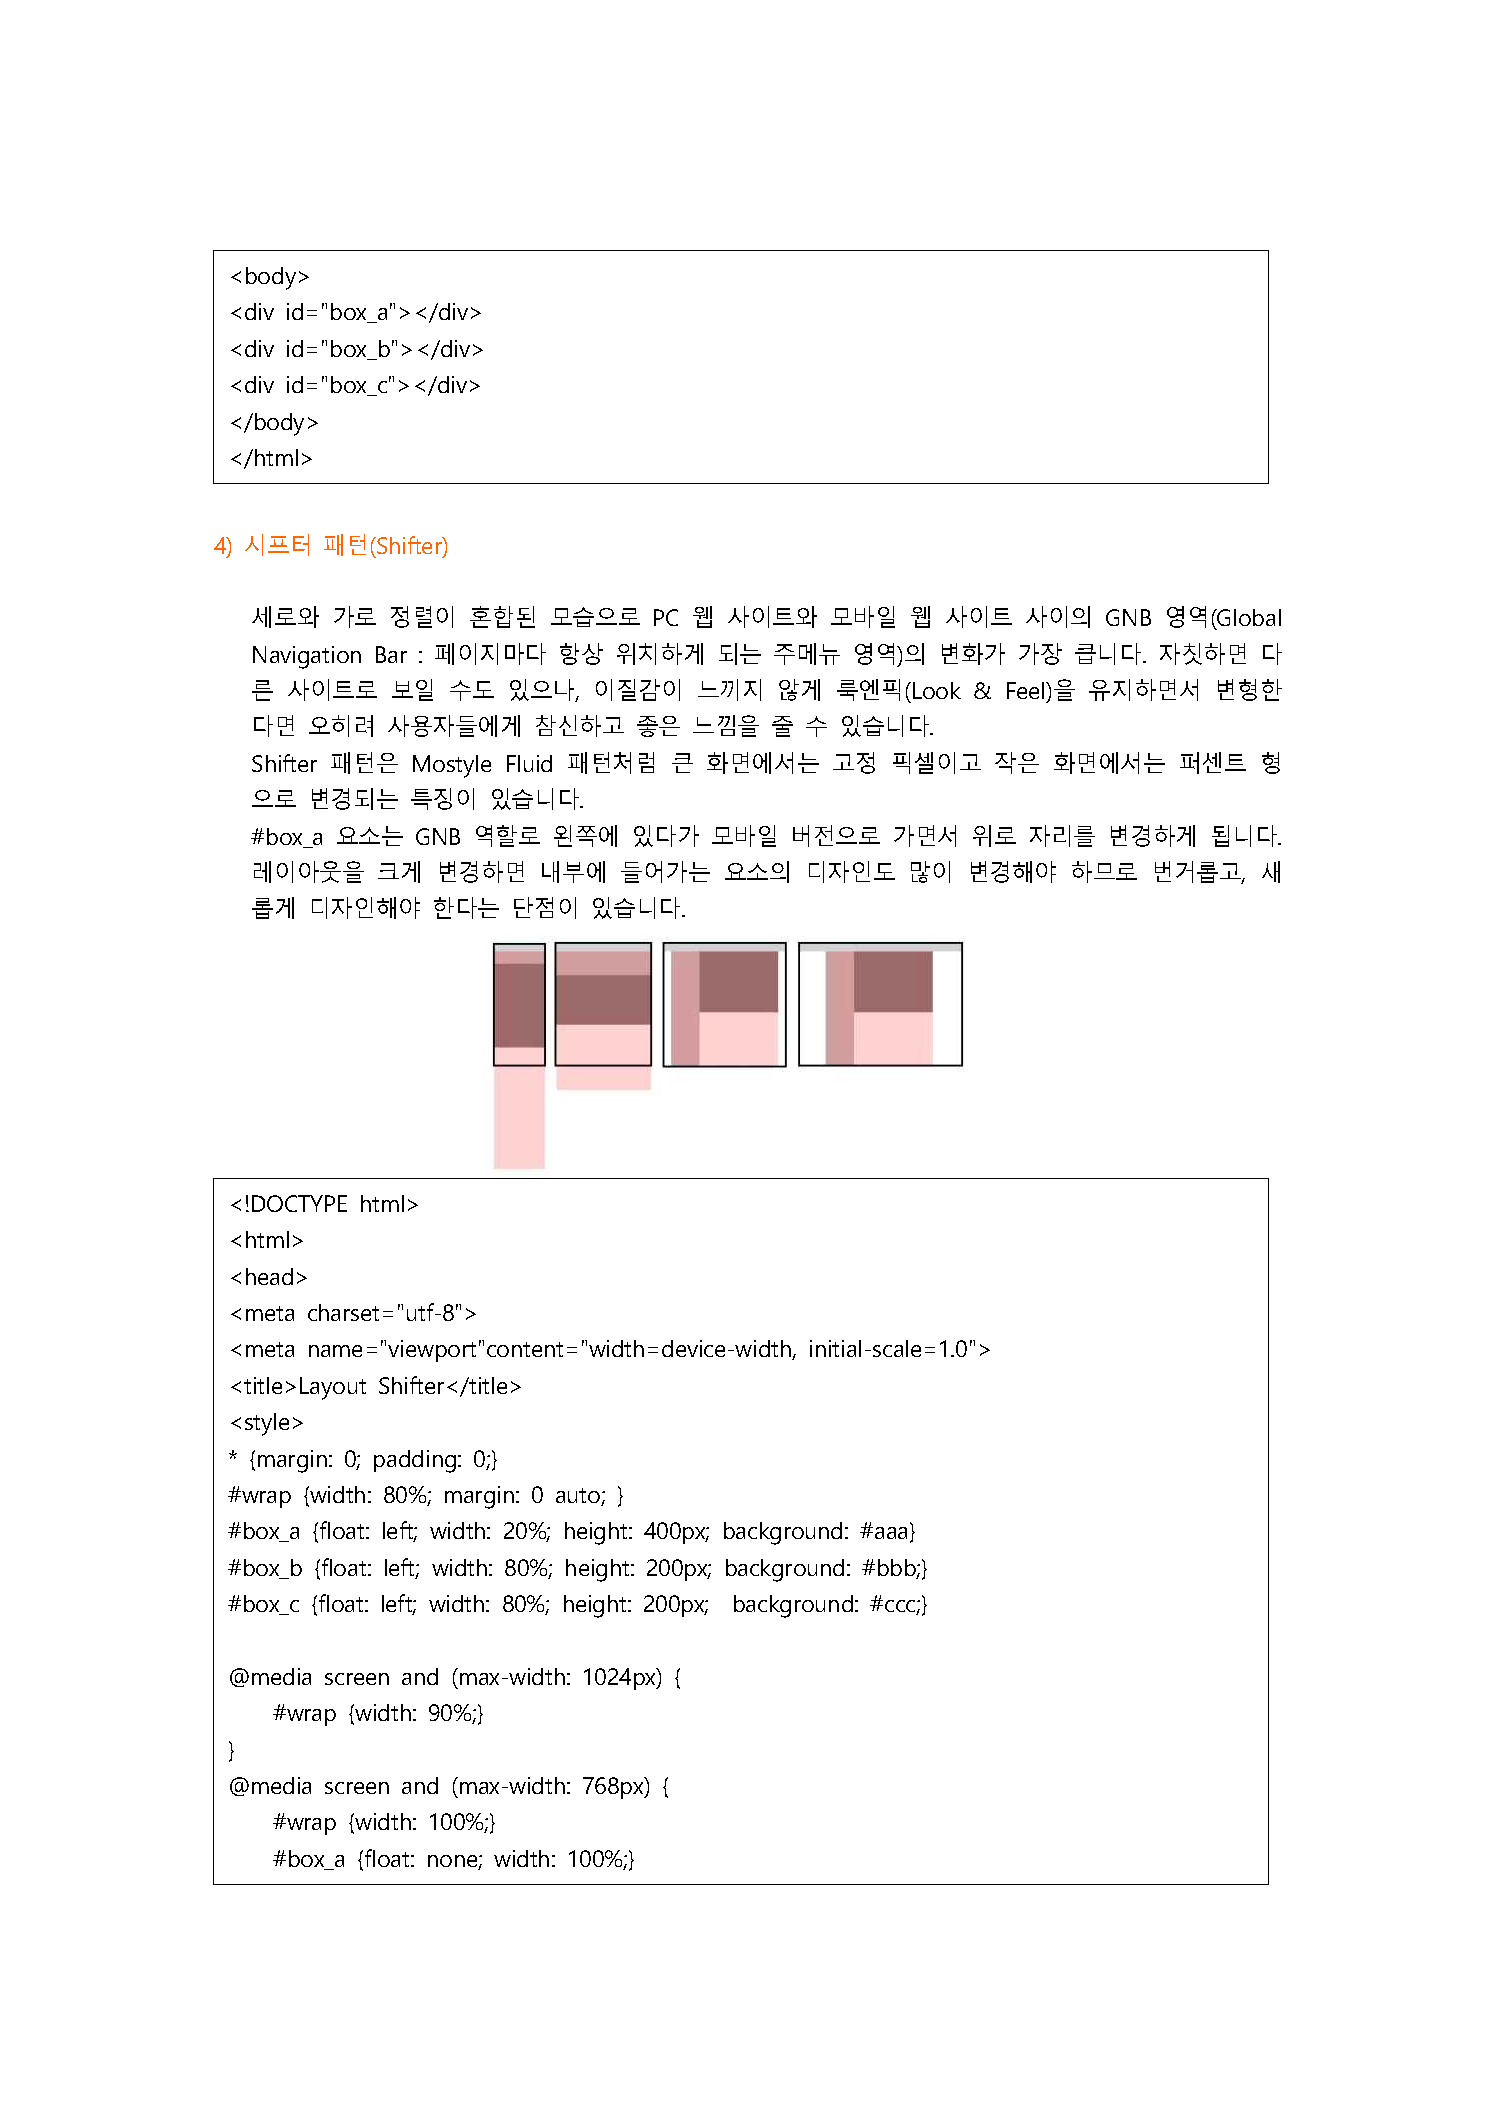 <body>
<div id="box_a"></div>
<div id="box_b"></div>
<div id="box_c"></div>
</body>
</html>
4) 시프터 패턴(Shifter)
세로와 가로 정렬이 혼합된 모습으로 PC 웹 사이트와 모바일 웹 사이트 사이의 GNB 영역(Global
Navigation Bar : 페이지마다 항상 위치하게 되는 주메뉴 영역)의 변화가 가장 큽니다. 자칫하면 다
른 사이트로 보일 수도 있으나, 이질감이 느끼지 않게 룩엔픽(Look & Feel)을 유지하면서 변형한
다면 오히려 사용자들에게 참신하고 좋은 느낌을 줄 수 있습니다.
Shifter 패턴은 Mostyle Fluid 패턴처럼 큰 화면에서는 고정 픽셀이고 작은 화면에서는 퍼센트 형
으로 변경되는 특징이 있습니다.
#box_a 요소는 GNB 역할로 왼쪽에 있다가 모바일 버전으로 가면서 위로 자리를 변경하게 됩니다.
레이아웃을 크게 변경하면 내부에 들어가는 요소의 디자인도 많이 변경해야 하므로 번거롭고, 새
롭게 디자인해야 한다는 단점이 있습니다.
<!DOCTYPE html>
<html>
<head>
<meta charset="utf-8">
<meta name="viewport"content="width=device-width, initial-scale=1.0">
<title>Layout Shifter</title>
<style>
* {margin: 0; padding: 0;}
#wrap {width: 80%; margin: 0 auto; }
#box_a {float: left; width: 20%; height: 400px; background: #aaa}
#box_b {float: left; width: 80%; height: 200px; background: #bbb;}
#box_c {float: left; width: 80%; height: 200px;  background: #ccc;}
@media screen and (max-width: 1024px) {
#wrap {width: 90%;}
}
@media screen and (max-width: 768px) {
#wrap {width: 100%;}
#box_a {float: none; width: 100%;}